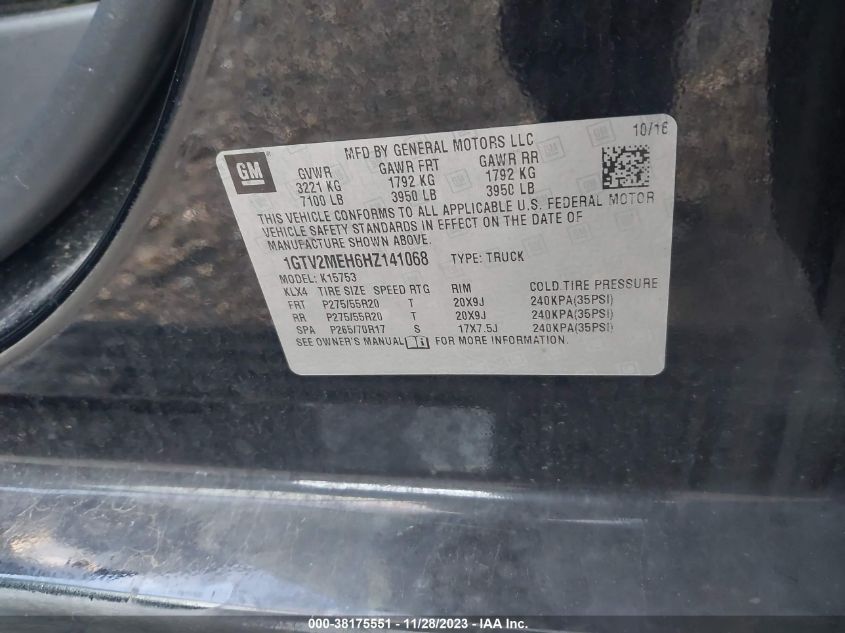 10/16
MFD BY GENERAL MOTORS LLC
GM
GVWR GAWR FRT GAWR RR
3221 KG 1792 KG 1792 KG
7100 LB 3950 LB 3950 LB
THIS VEHICLE CONFORMS TO ALL APPLICABLE U.S. FEDERAL MOTOR
VEHICLE SAFETY STANDARDS IN EFFECT ON THE DATE OF
MANUFACTURE SHOWN ABOVE.
1GTV2MEH6HZ141068 TYPE: TRUCK
MODEL: K15753
KLX4 TIRE SIZE SPEED RTG RIM COLD TIRE PRESSURE
FRT P275/55R20 T 20X9J 240KPA(35PSI)
RR P275/55R20 T 20X9J 240KPA(35PSI)
SPA P265/70R17 S 17X7.5J 240KPA(35PSI)
SEE OWNER'S MANUAL FOR MORE INFORMATION.
000-38175551 - 11/28/2023 - IAA Inc.